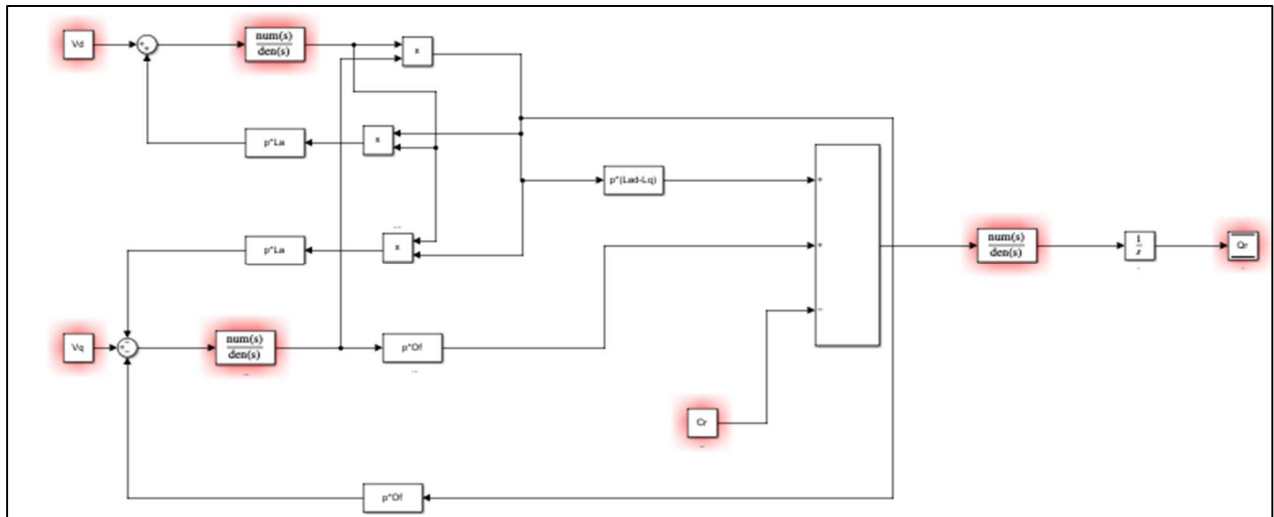 Vd
num(s)
den(s)
x
p*La
x
p*(Lad-Lq)
p*La
x
num(s)
den(s)
1
s
Qr
Vq
num(s)
den(s)
p*Of
Cr
p*Of